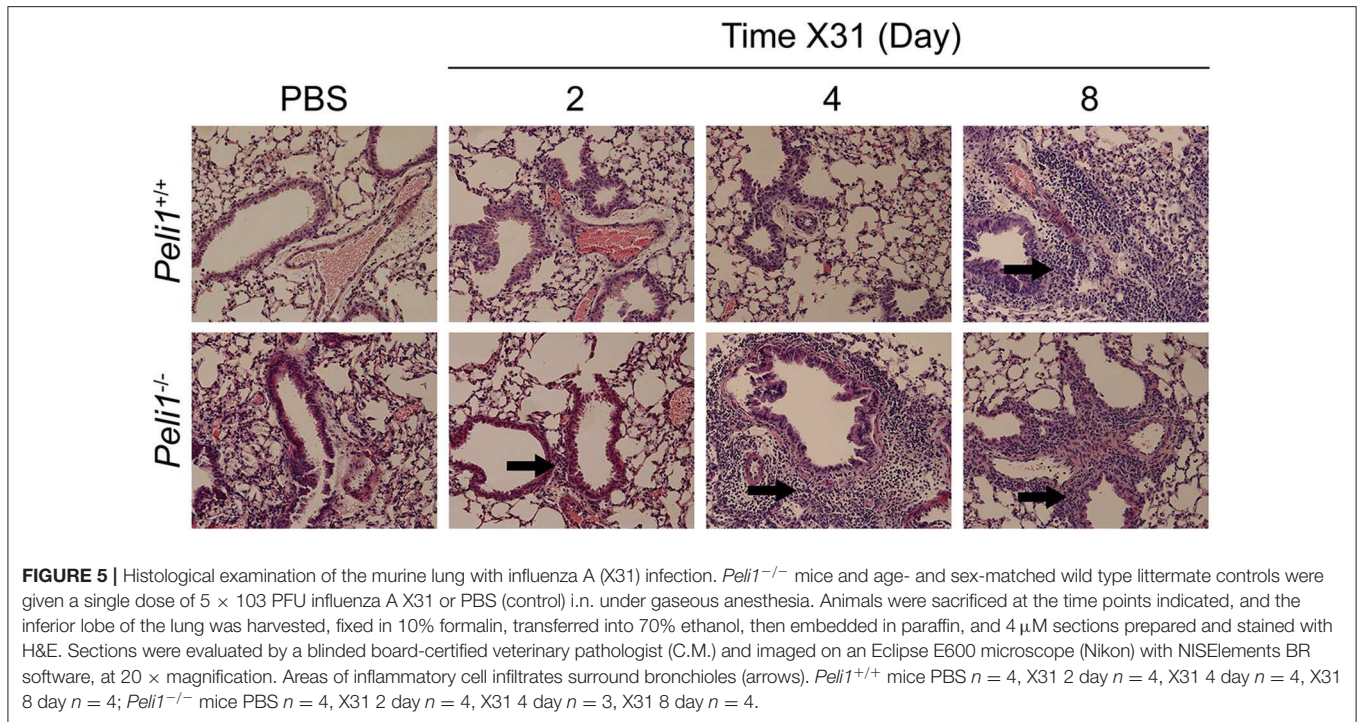 Time X31 (Day)
PBS 2 4 8
Peli1+/+
Peli1-/-
FIGURE 5 | Histological examination of the murine lung with influenza A (X31) infection. Peli1−/− mice and age- and sex-matched wild type littermate controls were
given a single dose of 5 × 103 PFU influenza A X31 or PBS (control) i.n. under gaseous anesthesia. Animals were sacrificed at the time points indicated, and the
inferior lobe of the lung was harvested, fixed in 10% formalin, transferred into 70% ethanol, then embedded in paraffin, and 4 μM sections prepared and stained with
H&E. Sections were evaluated by a blinded board-certified veterinary pathologist (C.M.) and imaged on an Eclipse E600 microscope (Nikon) with NISElements BR
software, at 20 × magnification. Areas of inflammatory cell infiltrates surround bronchioles (arrows). Peli1+/+ mice PBS n = 4, X31 2 day n = 4, X31 4 day n = 4, X31
8 day n = 4; Peli1−/− mice PBS n = 4, X31 2 day n = 4, X31 4 day n = 3, X31 8 day n = 4.